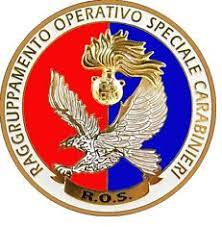 RAGGRUPPAMENTO OPERATIVO SPECIALE CARABINIERI
R.O.S.